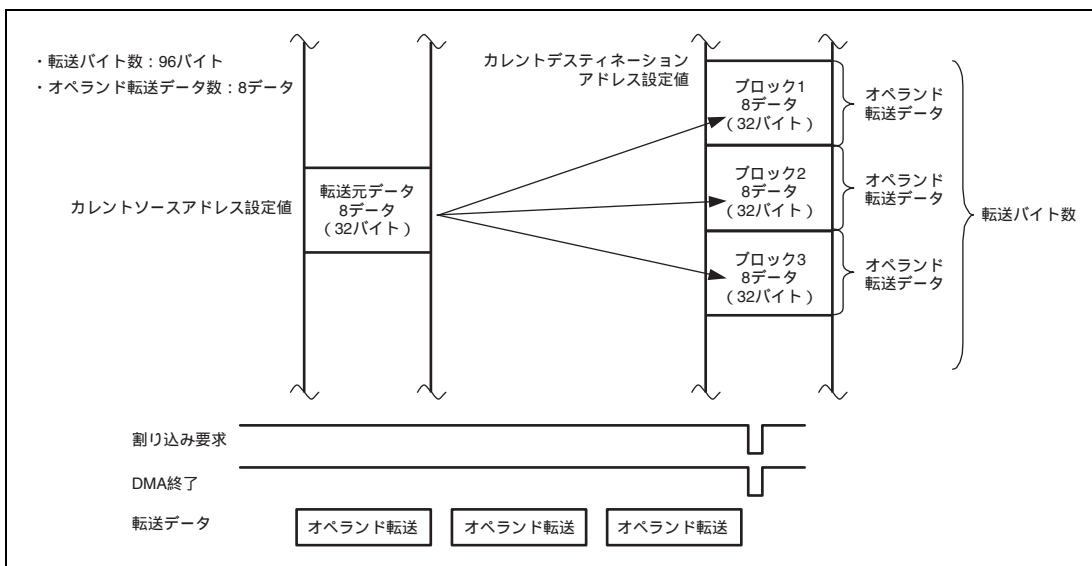 ・転送バイト数：96バイト
・オペランド転送データ数：8データ
カレントソースアドレス設定値
転送元データ
8データ
（32バイト）
カレントデスティネーション
アドレス設定値
ブロック1
8データ
（32バイト）
オペランド
転送データ
ブロック2
8データ
（32バイト）
オペランド
転送データ
ブロック3
8データ
（32バイト）
オペランド
転送データ
転送バイト数
割り込み要求
DMA終了
転送データ
オペランド転送
オペランド転送
オペランド転送